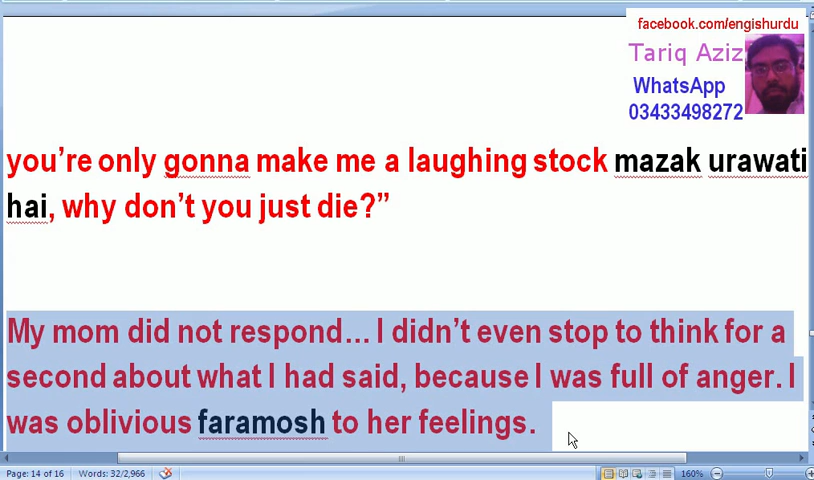 facebook.com/engishurdu
Tariq Aziz
WhatsApp
03433498272
you're only gonna make me a laughing stock mazak urawati
hai, why don't you just die?”
My mom did not respond… I didn't even stop to think for a
second about what I had said, because I was full of anger. I
was oblivious faramosh to her feelings.
Page: 14 of 16 Words: 32/2,966 160%